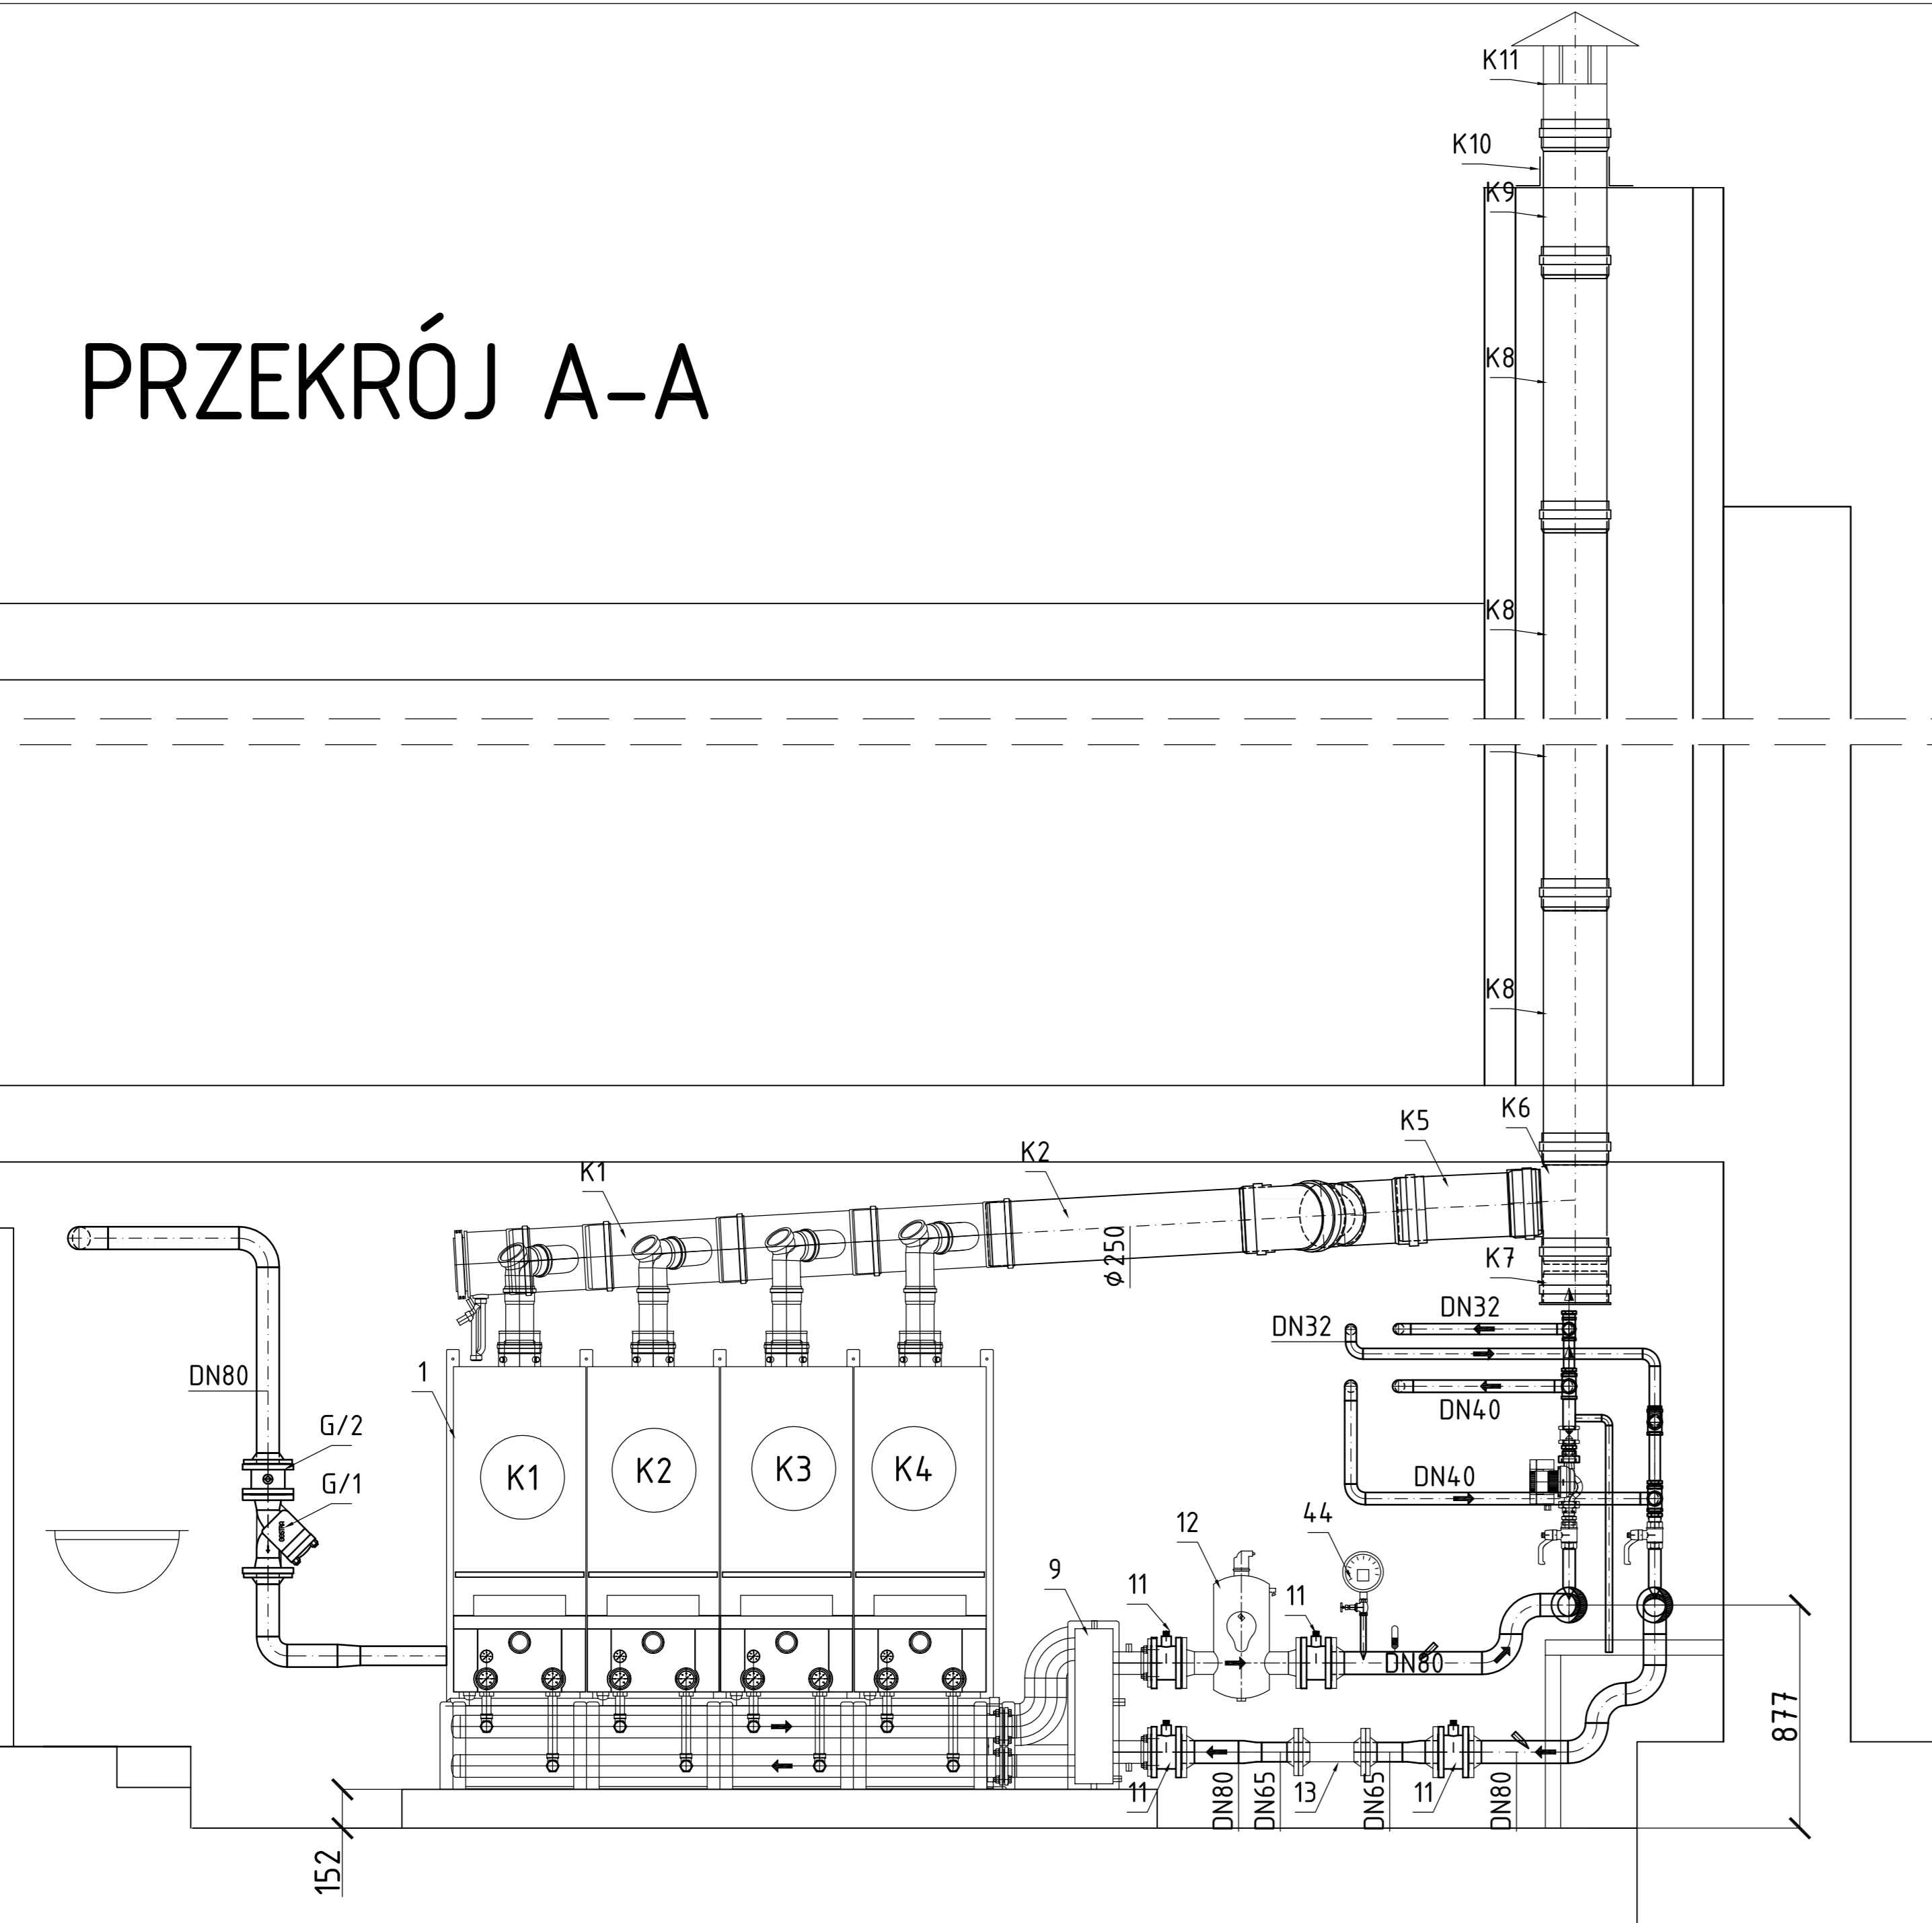 K11
K10
K9
PRZEKRÓJ A-A
K8
K8
K8
K6
K5
K2
K1
ϕ250
K7
DN32
DN32
DN80
1
DN40
G/2
K1
K2
K3
K4
G/1
DN40
12
44
9
11
11
DN80
877
11
DN80
DN65
13
DN65
11
DN80
152